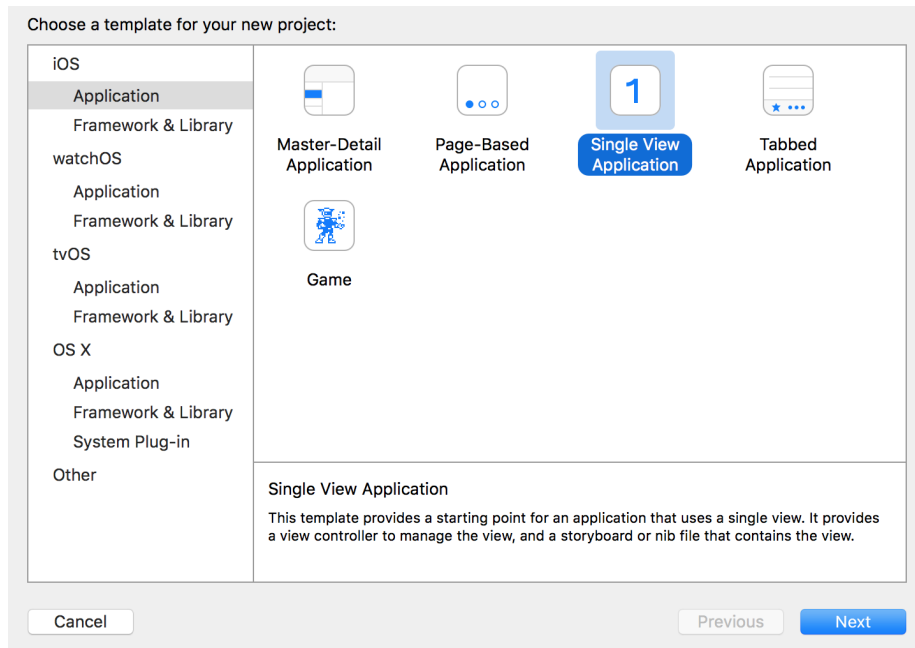 Choose a template for your new project:
iOS
Application
Framework & Library
watchOS
Application
Framework & Library
tvOS
Application
Framework & Library
OS X
Application
Framework & Library
System Plug-in
Other
Master-Detail
Application
Page-Based
Application
1
Single View
Application
Tabbed
Application
Game
Single View Application
This template provides a starting point for an application that uses a single view. It provides
a view controller to manage the view, and a storyboard or nib file that contains the view.
Cancel
Previous
Next